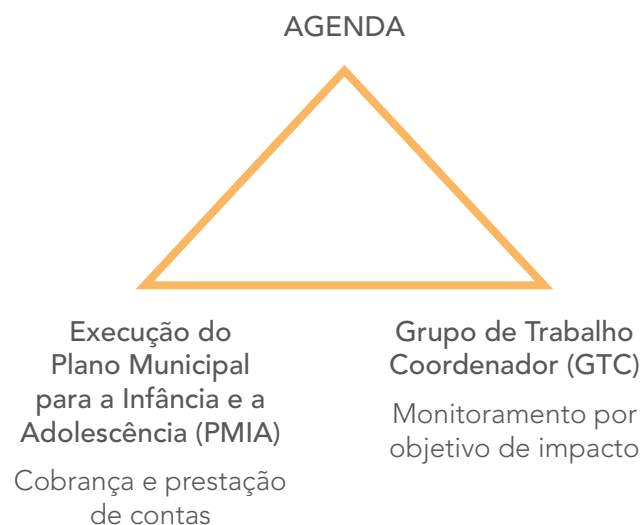 AGENDA
Execução do
Plano Municipal
para a Infância e a
Adolescência (PMIA)
Cobrança e prestação
de contas
Grupo de Trabalho
Coordenador (GTC)
Monitoramento por
objetivo de impacto